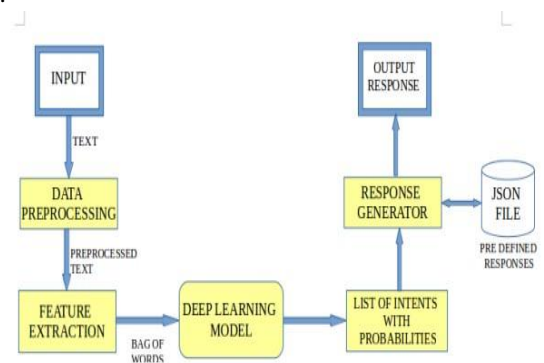 INPUT
TEXT
DATA
PREPROCESSING
PREPROCESSED
TEXT
FEATURE
EXTRACTION
BAG OF
WORDS
DEEP LEARNING
MODEL
LIST OF INTENTS
WITH
PROBABILITIES
RESPONSE
GENERATOR
JSON
FILE
PRE DEFINED
RESPONSES
OUTPUT
RESPONSE